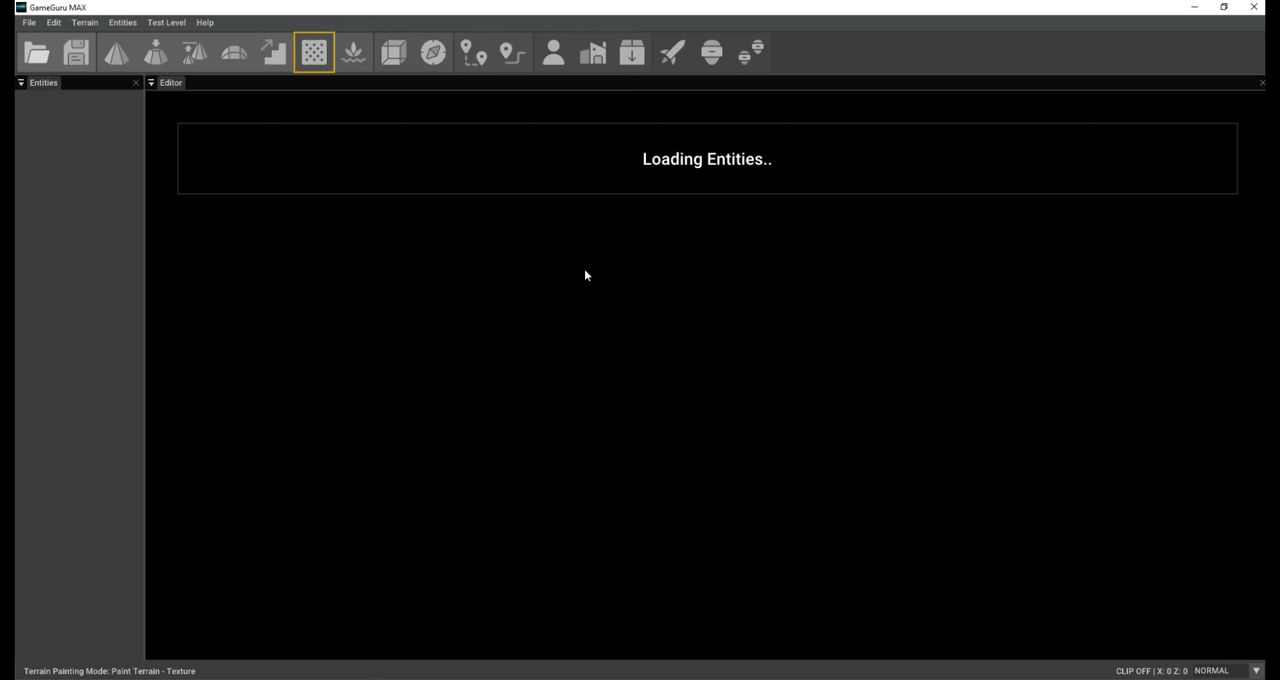 GameGuru MAX
File Edit Terrain Entities Test Level Help
Entities
Editor
Loading Entities..
Terrain Painting Mode: Paint Terrain - Texture
CLIP OFF | X: 0 Z: 0 NORMAL